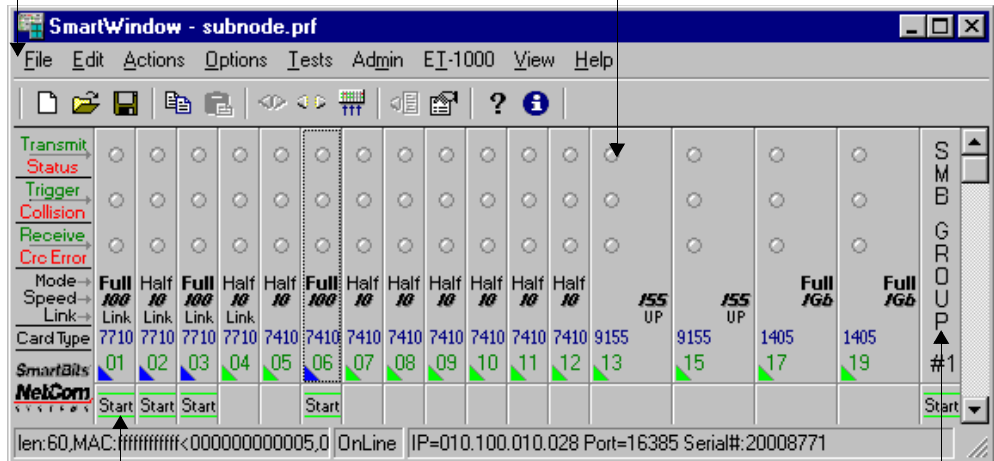 SmartWindow - subnode.prf
File Edit Actions Options Tests Admin ET-1000 View Help
Transmit
Status
Trigger
Collision
Receive
Crc Error
Mode Full Half Full Half Half Full Half Half Half Half Half Half Full Full
Speed 100 10 100 10 10 100 10 10 10 10 10 10 155 155 1Gb 1Gb
Link Link Link Link Link UP UP
Card Type 7710 7710 7710 7710 7410 7410 7410 7410 7410 7410 7410 7410 9155 9155 1405 1405
SmartBits 01 02 03 04 05 06 07 08 09 10 11 12 13 15 17 19
NetCom
SYSTEMS
Start Start Start Start Start
SMB GROUP #1
len:60,MAC:ffffffffffff<000000000005,0 OnLine IP=010.100.010.028 Port=16385 Serial#:20008771